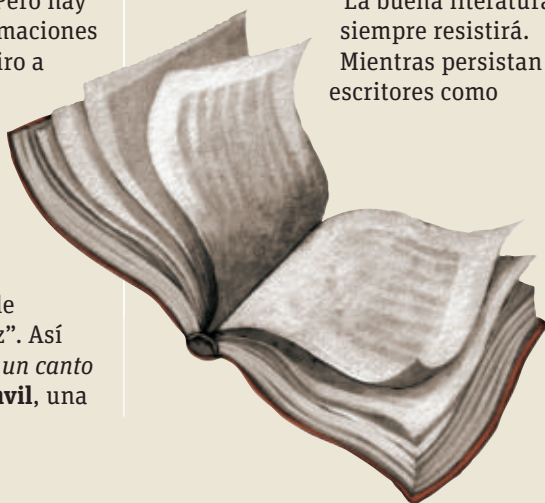 Pero hay
maciones
iro a
de
z”. Así
un canto
vil, una
La buena literatura
siempre resistirá.
Mientras persistan
escritores como